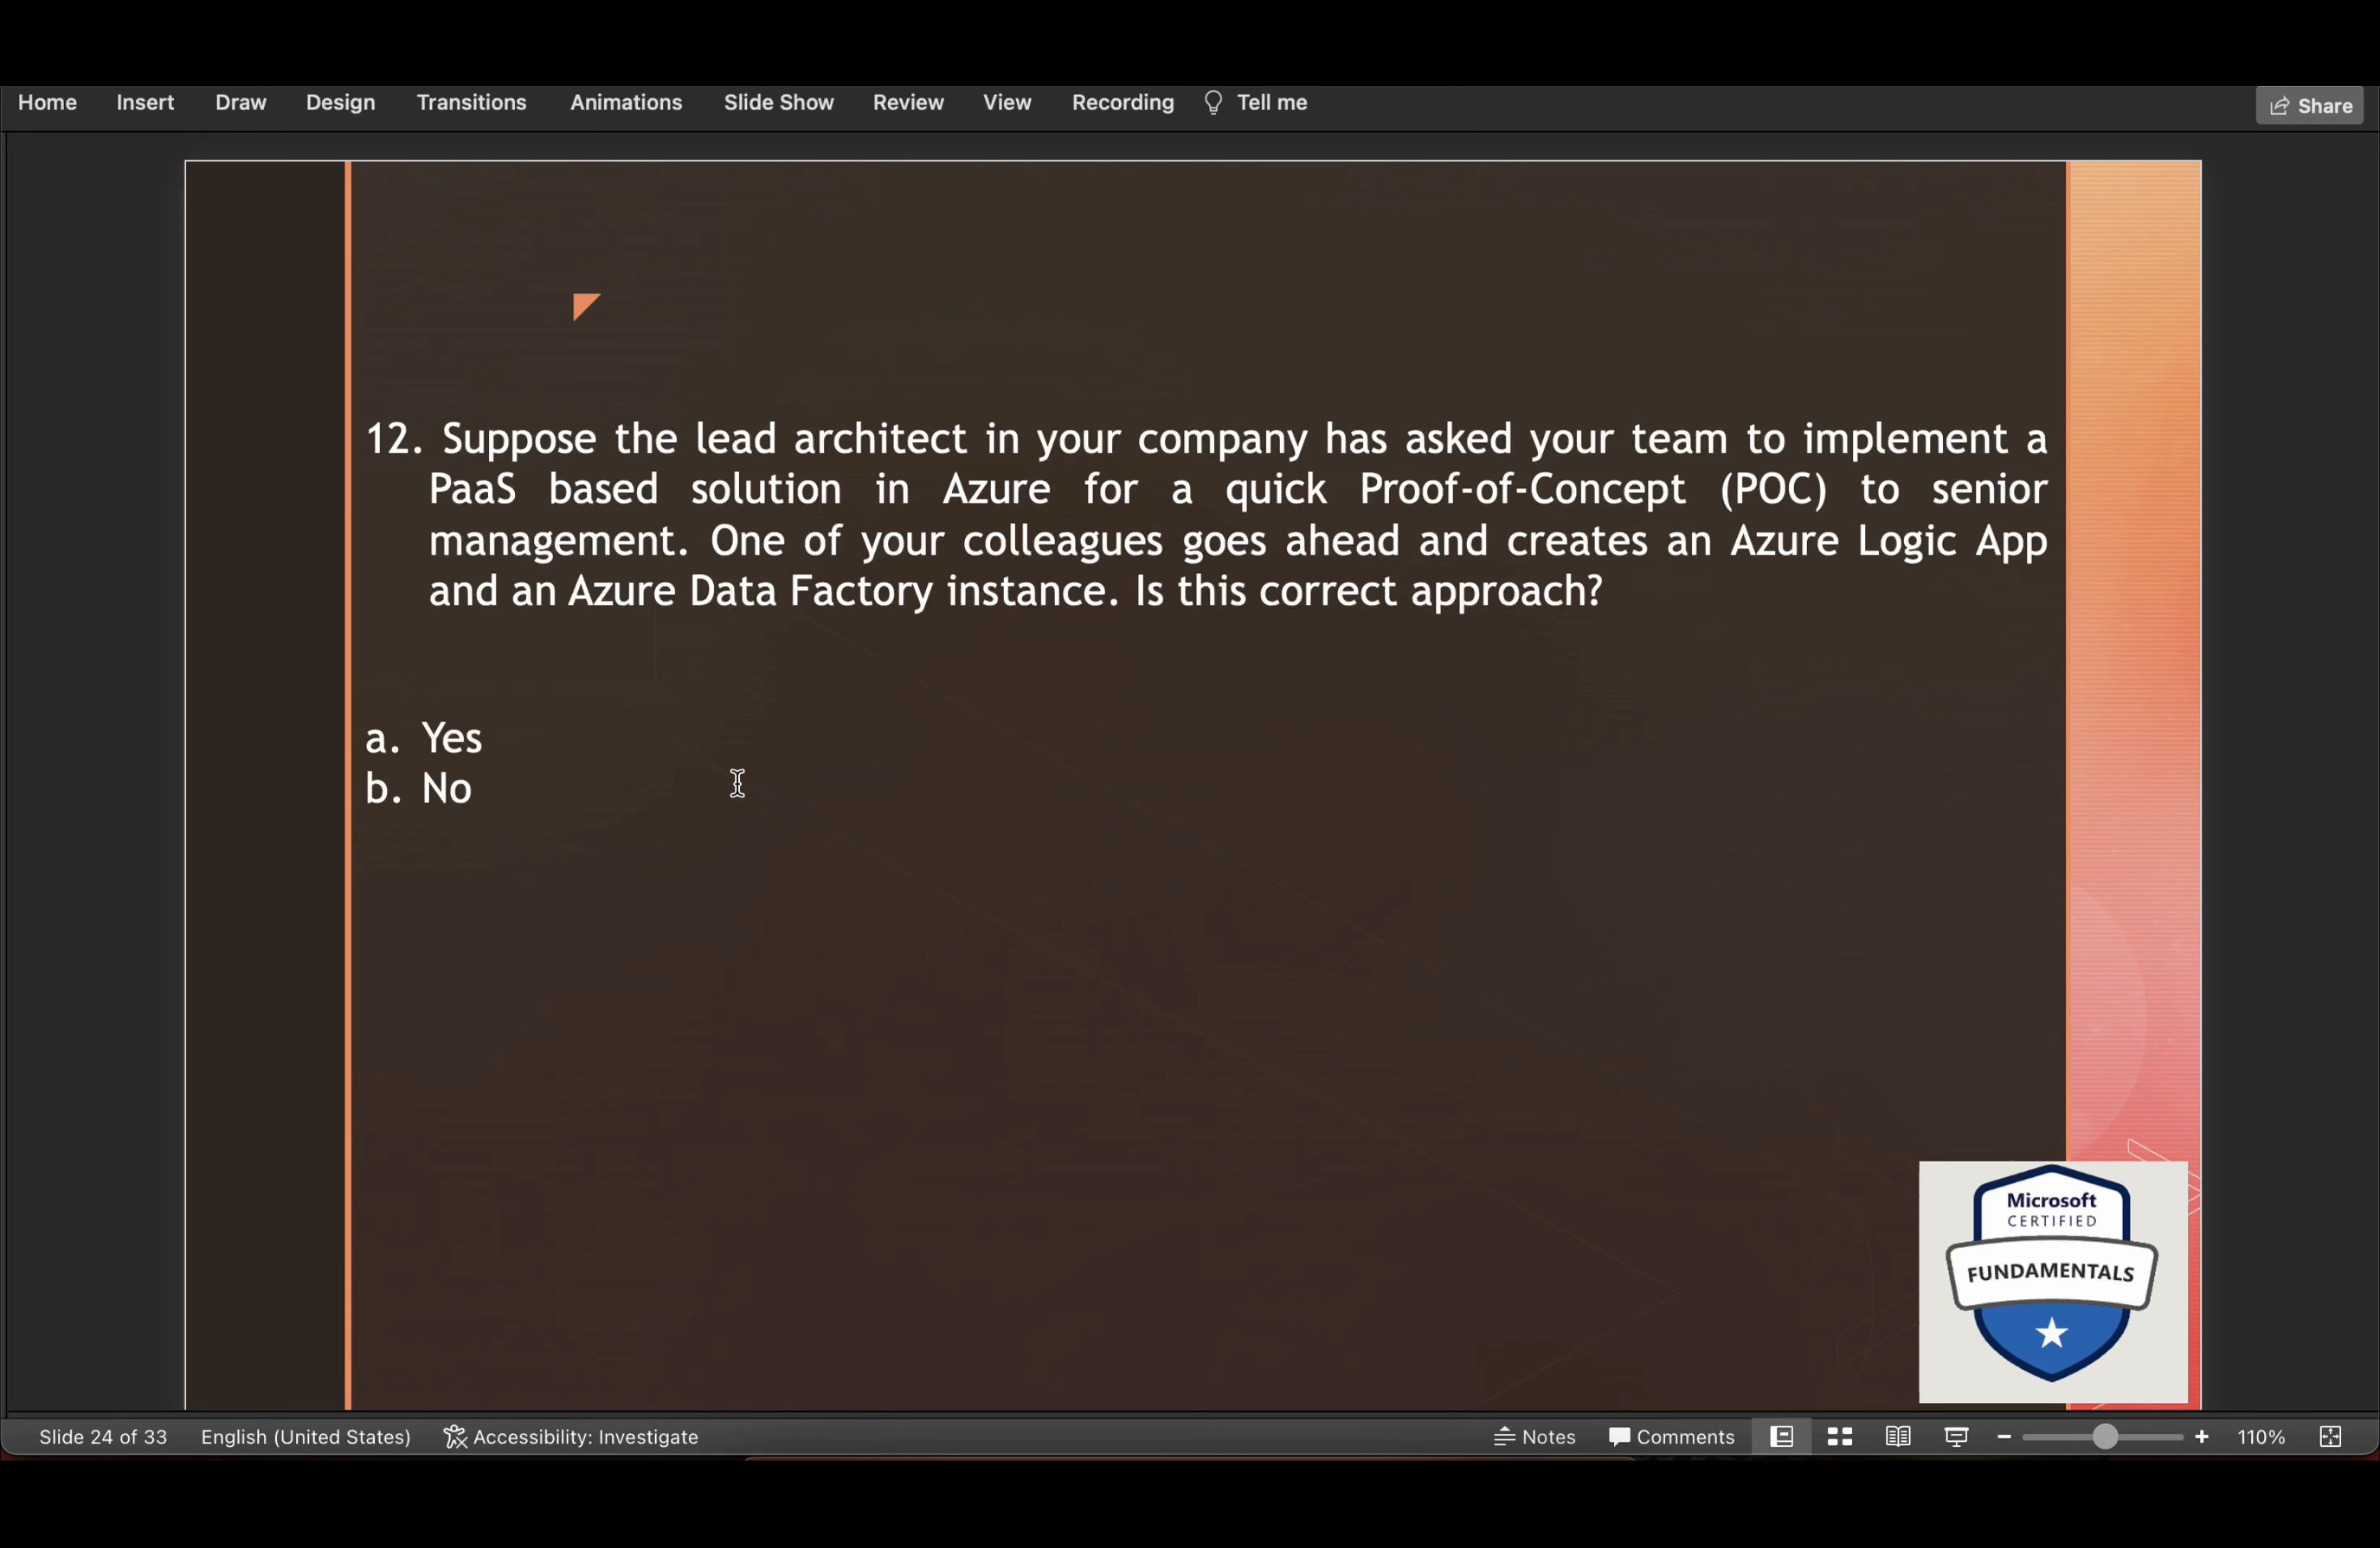 Home Insert Draw Design Transitions Animations Slide Show Review View Recording Tell me Share
12. Suppose the lead architect in your company has asked your team to implement a
PaaS based solution in Azure for a quick Proof-of-Concept (POC) to senior
management. One of your colleagues goes ahead and creates an Azure Logic App
and an Azure Data Factory instance. Is this correct approach?
a. Yes
b. No
Microsoft
CERTIFIED
FUNDAMENTALS
Slide 24 of 33 English (United States) Accessibility: Investigate Notes Comments 110%